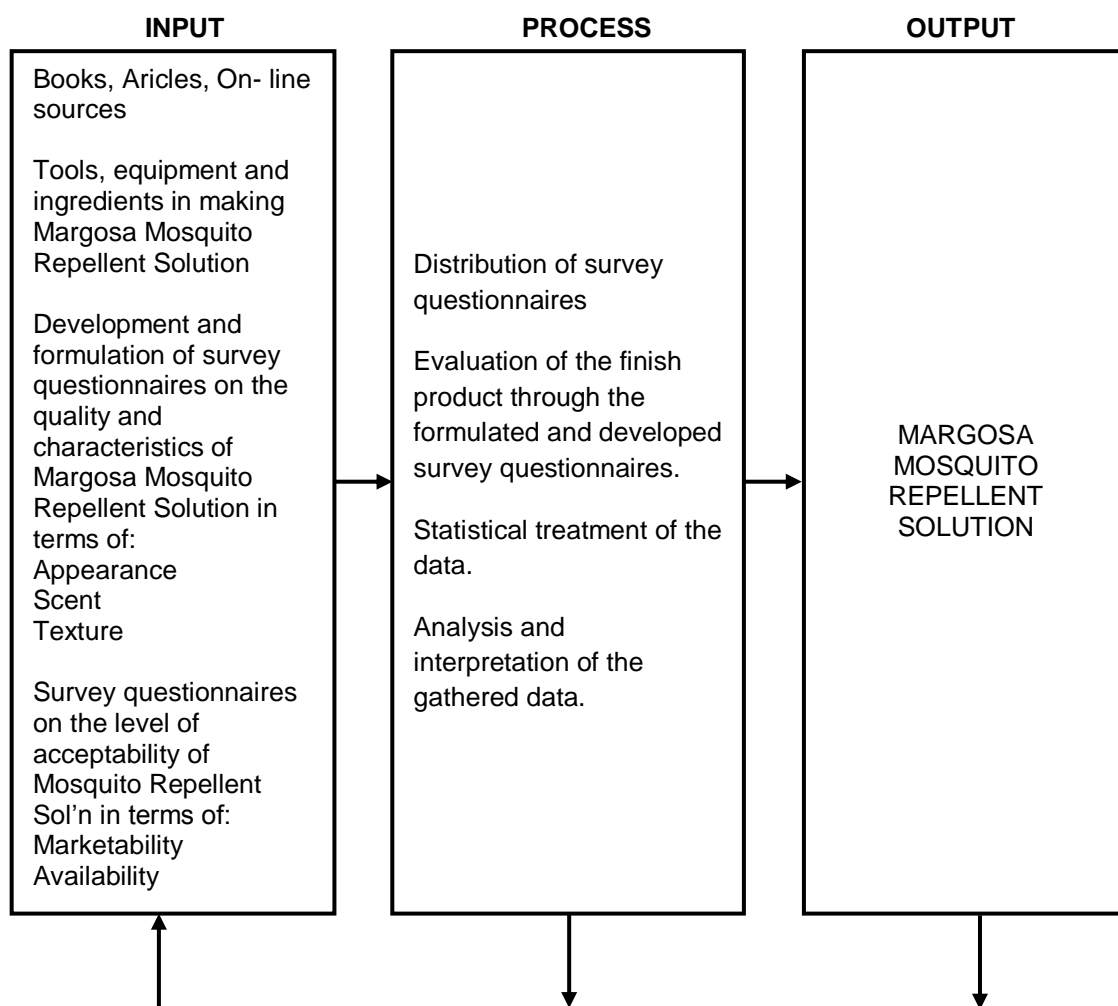 INPUT
PROCESS
OUTPUT
Books, Aricles, On- line
sources
Tools, equipment and
ingredients in making
Margosa Mosquito
Repellent Solution
Development and
formulation of survey
questionnaires on the
quality and
characteristics of
Margosa Mosquito
Repellent Solution in
terms of:
Appearance
Scent
Texture
Survey questionnaires
on the level of
acceptability of
Mosquito Repellent
Sol’n in terms of:
Marketability
Availability
Distribution of survey
questionnaires
Evaluation of the finish
product through the
formulated and developed
survey questionnaires.
Statistical treatment of the
data.
Analysis and
interpretation of the
gathered data.
MARGOSA
MOSQUITO
REPELLENT
SOLUTION